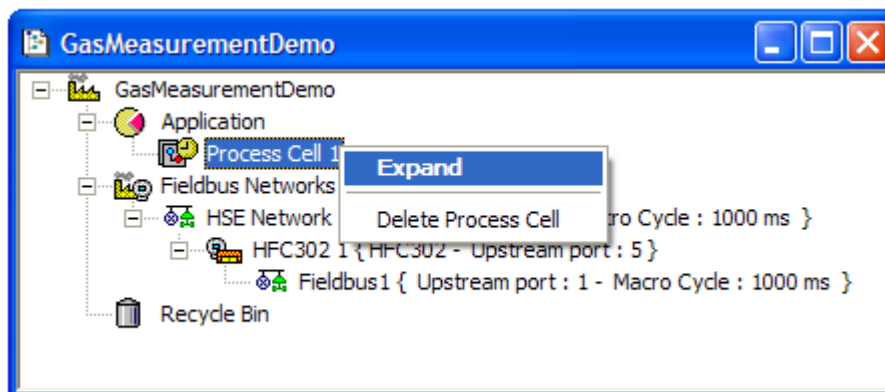 GasMeasurementDemo
GasMeasurementDemo
Application
Process Cell 1
Expand
Fieldbus Networks
Delete Process Cell
HSE Network ro Cycle : 1000 ms }
HFC302 1 { HFC302 - Upstream port : 5 }
Fieldbus1 { Upstream port : 1 - Macro Cycle : 1000 ms }
Recycle Bin